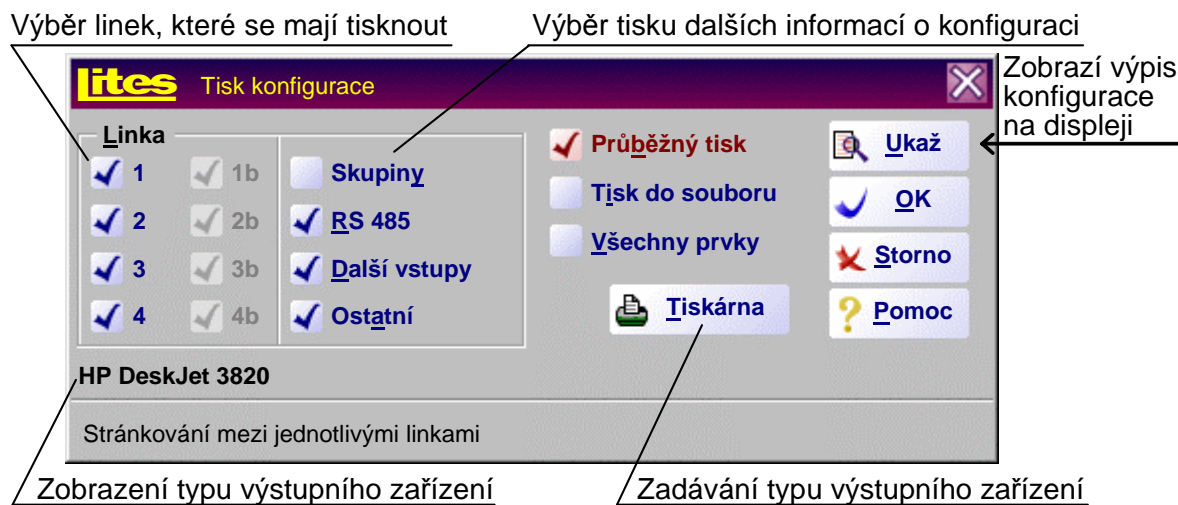 Výběr linek, které se mají tisknout
Výběr tisku dalších informací o konfiguraci
Zobrazí výpis
konfigurace
na displeji
Lites Tisk konfigurace
Linka
1 1b Skupiny
2 2b RS 485
3 3b Další vstupy
4 4b Ostatní
Průběžný tisk
Tisk do souboru
Všechny prvky
Tiskárna
Ukaž
OK
Storno
Pomoc
HP DeskJet 3820
Stránkování mezi jednotlivými linkami
Zobrazení typu výstupního zařízení
Zadávání typu výstupního zařízení